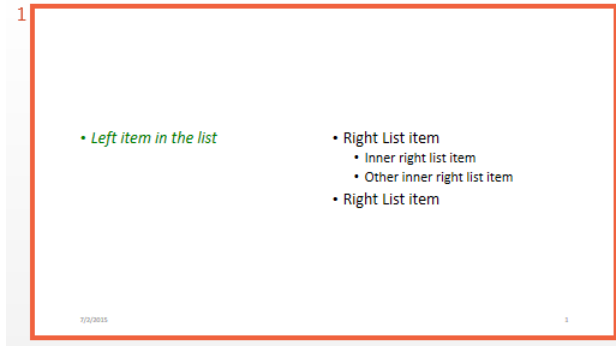 1
• Left item in the list
• Right List item
• Inner right list item
• Other inner right list item
• Right List item
7/2/2015
1